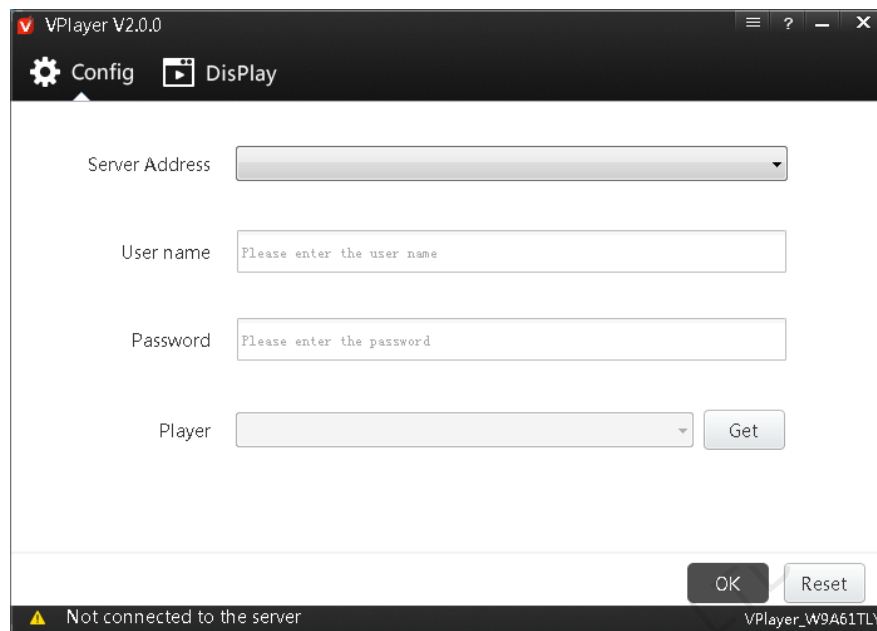 VPlayer V2.0.0
Config DisPlay
Server Address
User name Please enter the user name
Password Please enter the password
Player Get
OK Reset
Not connected to the server VPlayer_W9A61TLY